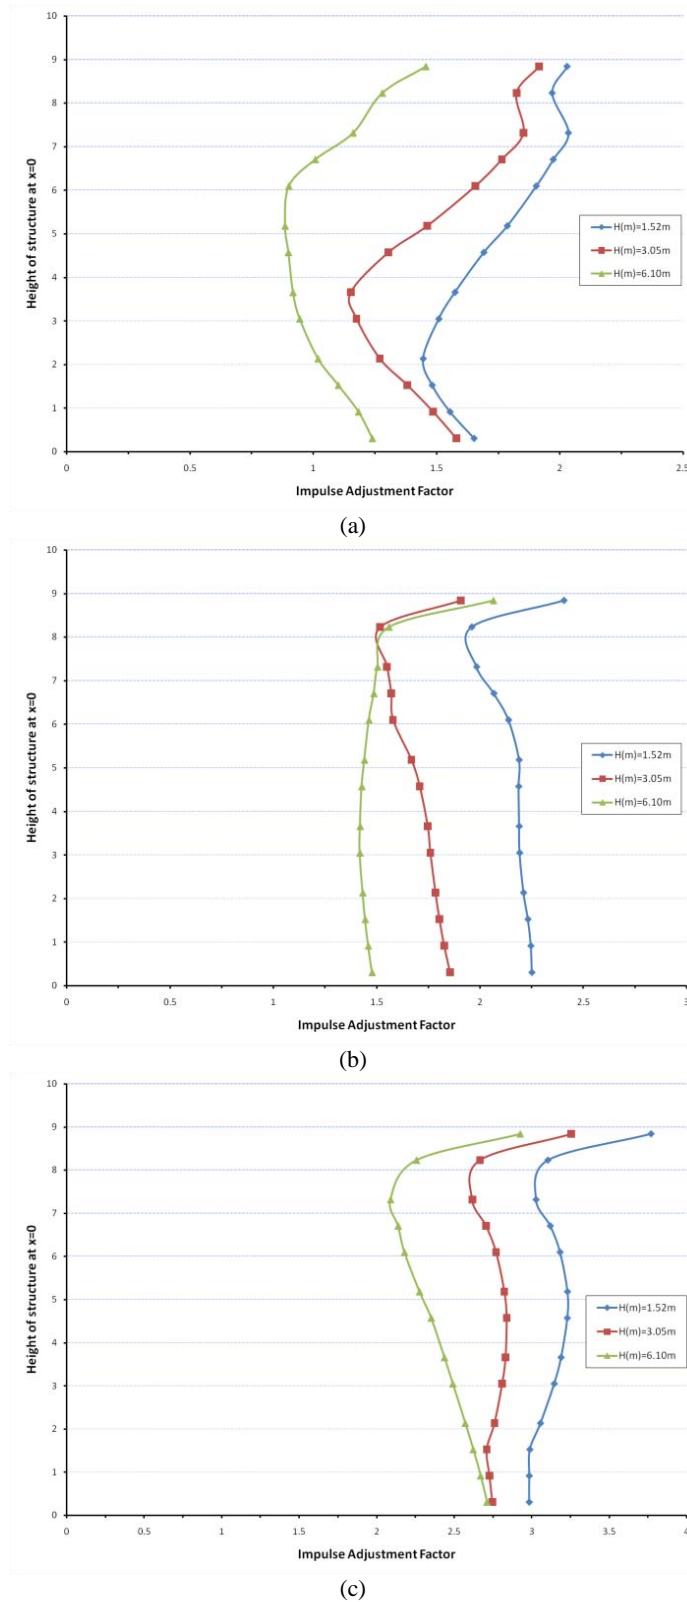 10
9
8
7
6
5
4
3
2
1
0
Height of structure at x=0
H(m)=1.52m
H(m)=3.05m
H(m)=6.10m
0 0.5 1 1.5 2 2.5
Impulse Adjustment Factor
(a)
10
9
8
7
6
5
4
3
2
1
0
Height of structure at x=0
H(m)=1.52m
H(m)=3.05m
H(m)=6.10m
0 0.5 1 1.5 2 2.5 3
Impulse Adjustment Factor
(b)
10
9
8
7
6
5
4
3
2
1
0
Height of structure at x=0
H(m)=1.52m
H(m)=3.05m
H(m)=6.10m
0 0.5 1 1.5 2 2.5 3 3.5 4
Impulse Adjustment Factor
(c)